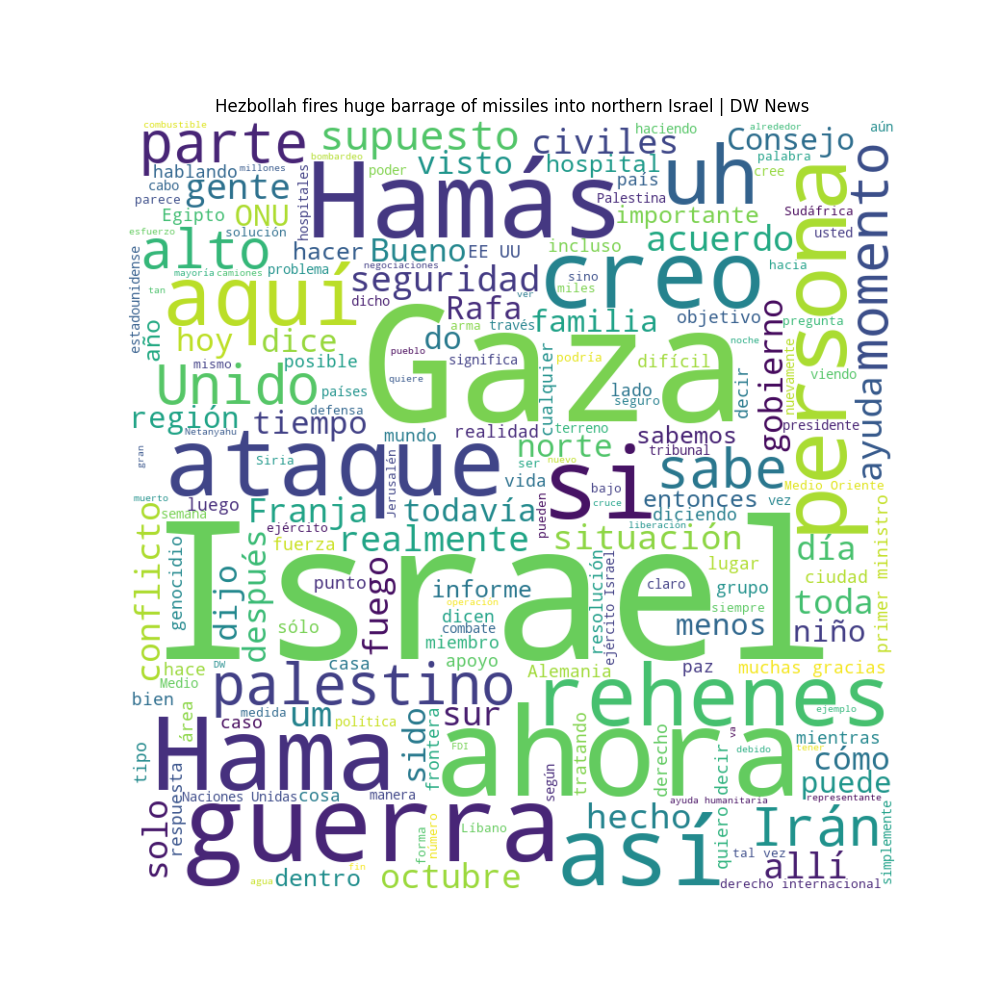 Hezbollah fires huge barrage of missiles into northern Israel | DW News
combustible
parte
supuesto
civiles
haciendo
Consejo
alrededor
aún
bombardeo
hablando
millones
visto
hospital
uh
palabra
cree
cabo
parece
gente
hospitales
poder
Hamás
país
Palestina
persona
momento
Egipto
ONU
importante
Sudáfrica
usted
esfuerzo
solución
alto
hacer
Bueno
EE UU
incluso
acuerdo
estadounidense
mayoría
camiones
problema
negociaciones
seguridad
creo
sino
miles
hacia
tan
aquí
dicho
Rafa
ver
arma
través
familia
objetivo
gobierno
pregunta
año
hoy
dice
do
Gaza
noche
nuevamente
mismo
posible
pueblo
significa
cualquier
podría
difícil
decir
viendo
ayuda
Unido
países
quiere
lado
seguro
región
defensa
tiempo
Netanyahu
mundo
realidad
terreno
norte
sabemos
tribunal
presidente
gran
ataque
Siria
Jerusalén
ser
nuevo
si
sabe
vida
bajo
Medio Oriente
muerto
luego
pueden
cruce
entonces
vez
semana
Franja
todavía
diciendo
liberación
conflicto
ejército
fuerza
realmente
situación
día
primer ministro
genocidio
dijo
después
Israel
fuego
punto
informe
resolución
ejército Israel
claro
lugar
grupo
ciudad
operación
siempre
toda
sólo
dicen
combate
miembro
menos
niño
hace
DW
casa
apoyo
Alemania
paz
muchas gracias
Medio
bien
palestino
rehenes
ejemplo
área
caso
medida
um
política
sido
sur
frontera
va
mientras
tipo
Hama
FDI
ahora
tratando
derecho
debido
tener
cómo
respuesta
Naciones Unidas
cosa
manera
según
ayuda humanitaria
quiero decir
puede
representante
solo
guerra
forma
número
Líbano
así
hecho
Irán
simplemente
tal vez
allí
fin
agua
dentro
octubre
derecho internacional